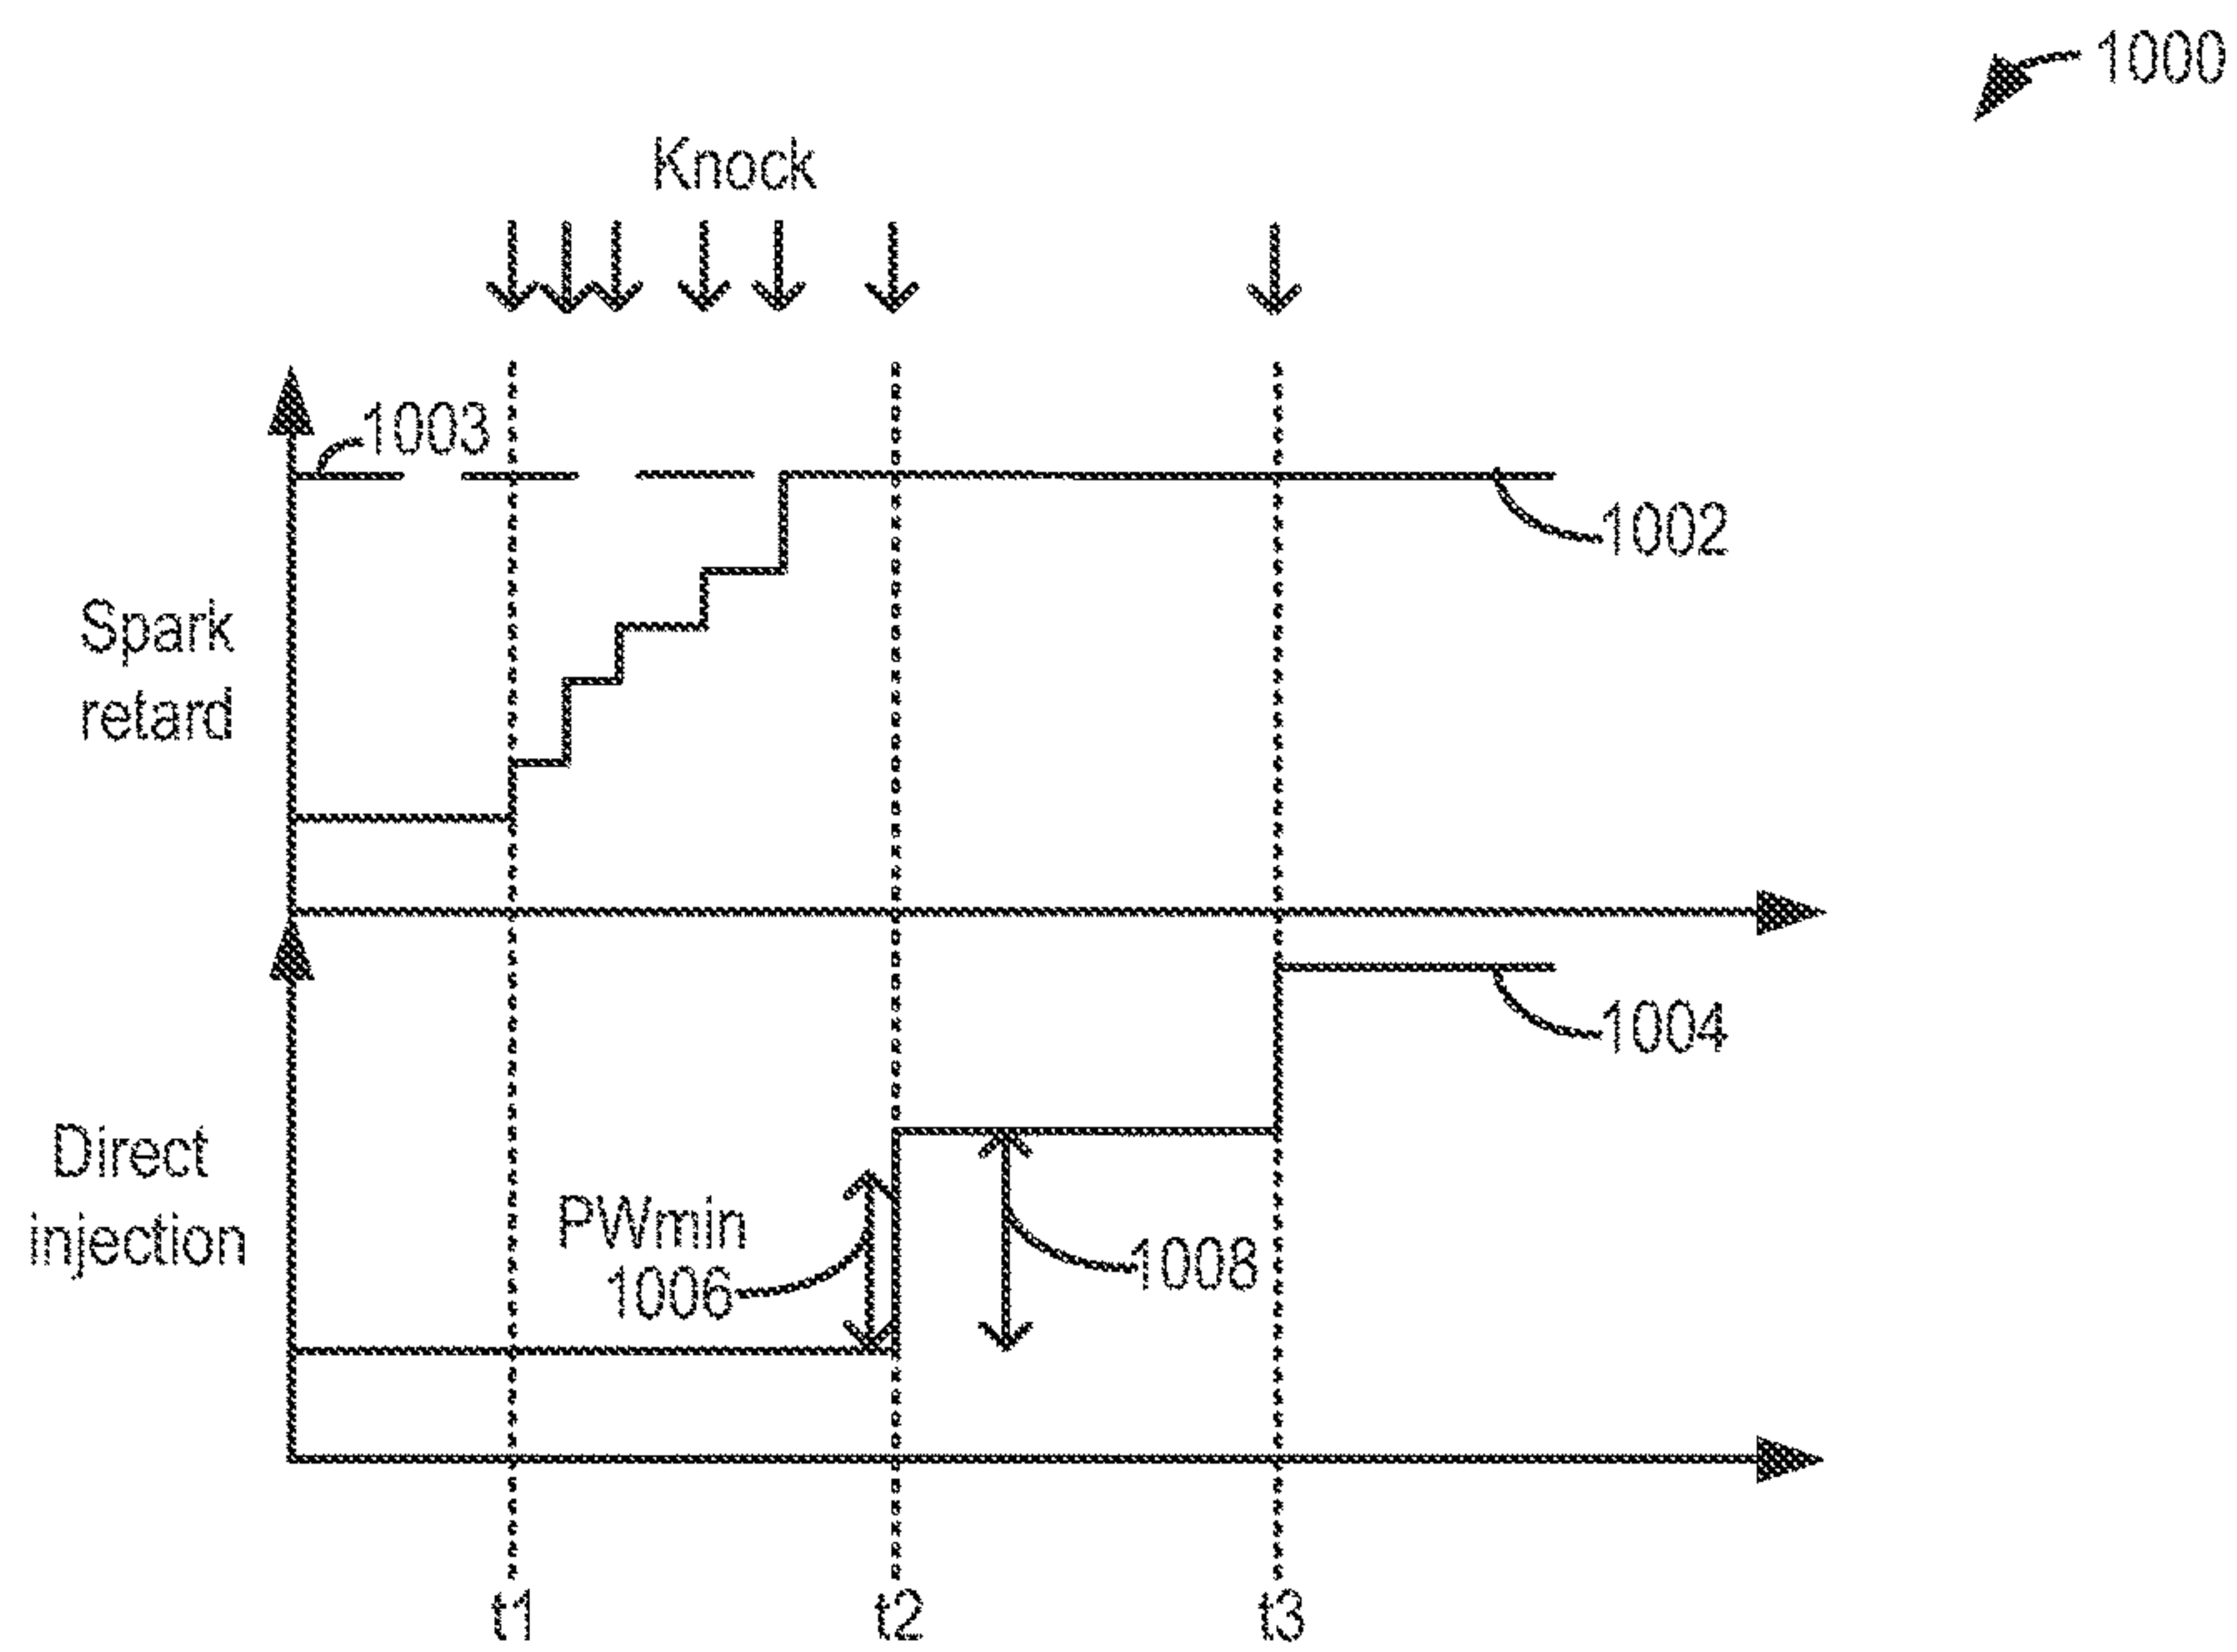 1000
Knock
1003
1002
Spark
retard
1004
Direct
injection
PWmin
1006
1008
t1
t2
t3